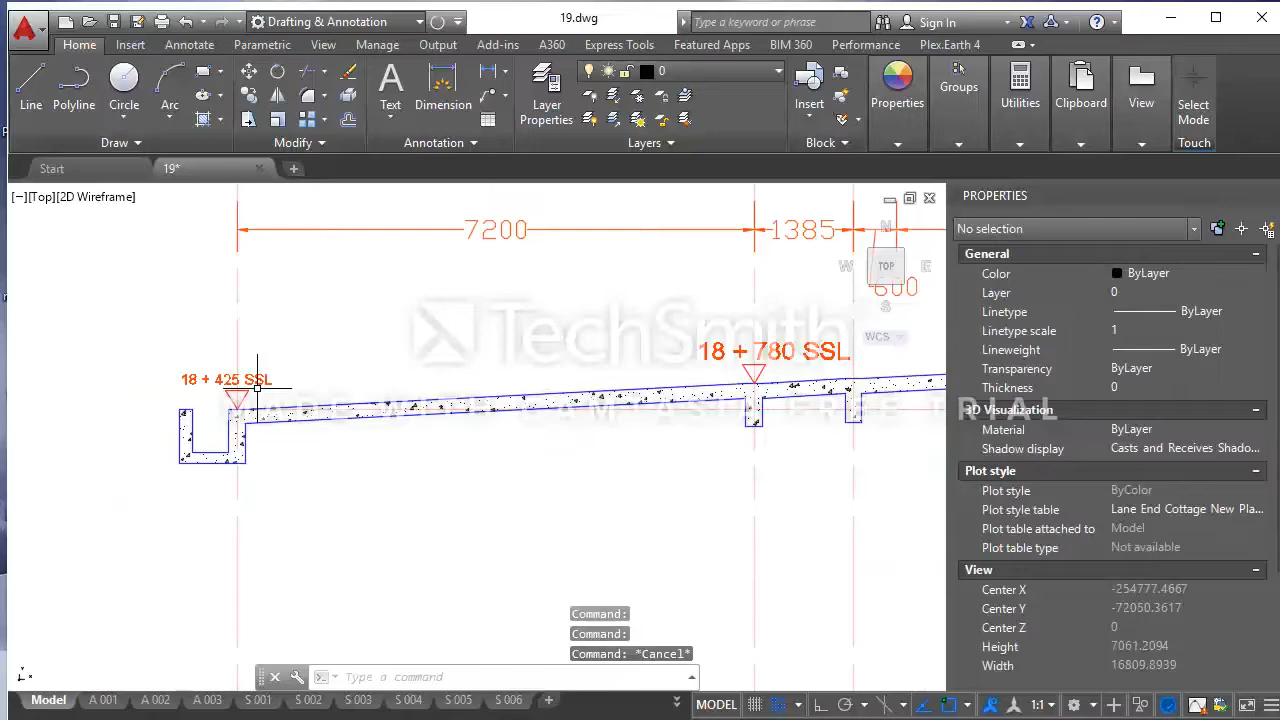 Drafting & Annotation
19.dwg
Type a keyword or phrase
Sign In
Home Insert Annotate Parametric View Manage Output Add-ins A360 Express Tools Featured Apps BIM 360 Performance Plex.Earth 4
0
Line Polyline Circle Arc Text Dimension Layer Properties Insert Properties Groups Utilities Clipboard View Select Mode
Draw Modify Annotation Layers Block Touch
Start 19*
[−][Top][2D Wireframe]
7200 1385
600
N
W TOP E
S
WCS
TechSmith
18 + 780 SSL
18 + 425 SSL
MADE WITH CAMTASIA FREE TRIAL
PROPERTIES
No selection
General
Color ByLayer
Layer 0
Linetype ByLayer
Linetype scale 1
Lineweight ByLayer
Transparency ByLayer
Thickness 0
3D Visualization
Material ByLayer
Shadow display Casts and Receives Shado...
Plot style
Plot style ByColor
Plot style table Lane End Cottage New Pla...
Plot table attached to Model
Plot table type Not available
View
Center X -254777.4667
Center Y -72050.3617
Center Z 0
Height 7061.2094
Width 16809.8939
Command:
Command:
Command: *Cancel*
Type a command
Model A 001 A 002 A 003 S 001 S 002 S 003 S 004 S 005 S 006 +
MODEL 1:1